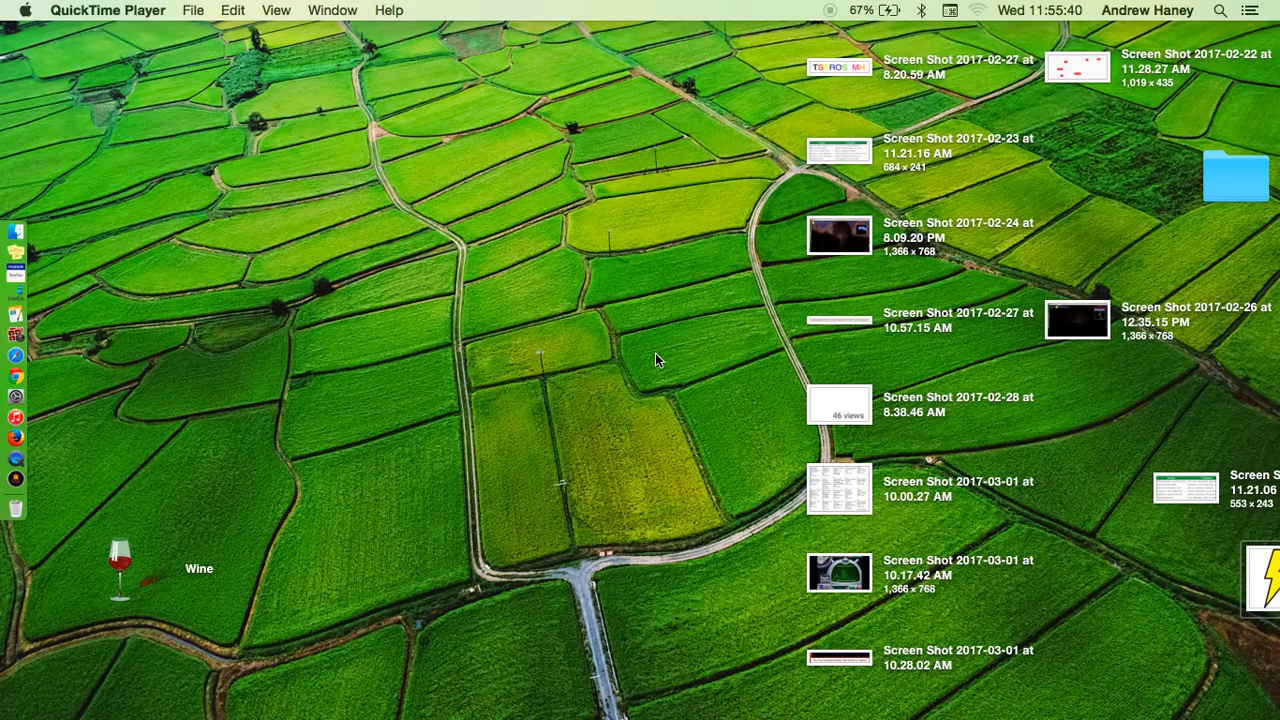 QuickTime Player File Edit View Window Help 67% Wed 11:55:40 Andrew Haney
Screen Shot 2017-02-27 at
8.20.59 AM
Screen Shot 2017-02-22 at
11.28.27 AM
1,019 × 435
TSBROS MH
Screen Shot 2017-02-23 at
11.21.16 AM
684 × 241
Screen Shot 2017-02-24 at
8.09.20 PM
1,366 × 768
Screen Shot 2017-02-27 at
10.57.15 AM
Screen Shot 2017-02-26 at
12.35.15 PM
1,366 × 768
46 views
Screen Shot 2017-02-28 at
8.38.46 AM
Screen Shot 2017-03-01 at
10.00.27 AM
Screen S
11.21.06
553 × 243
Wine
Screen Shot 2017-03-01 at
10.17.42 AM
1,366 × 768
Screen Shot 2017-03-01 at
10.28.02 AM
NWEA